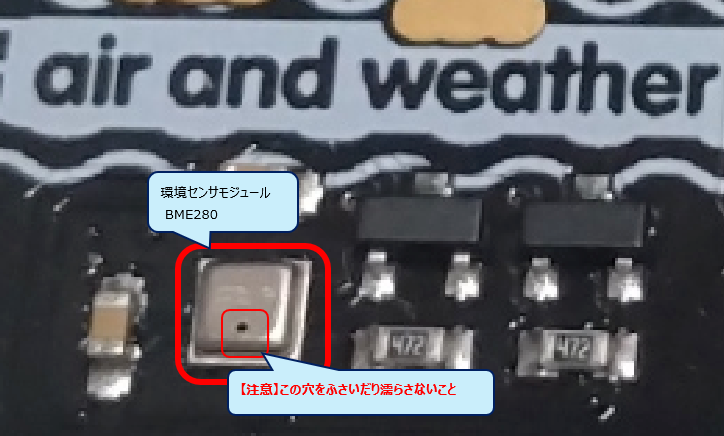 air and weather
環境センサモジュール
BME280
472
472
【注意】この穴をふさいだり濡らさないこと